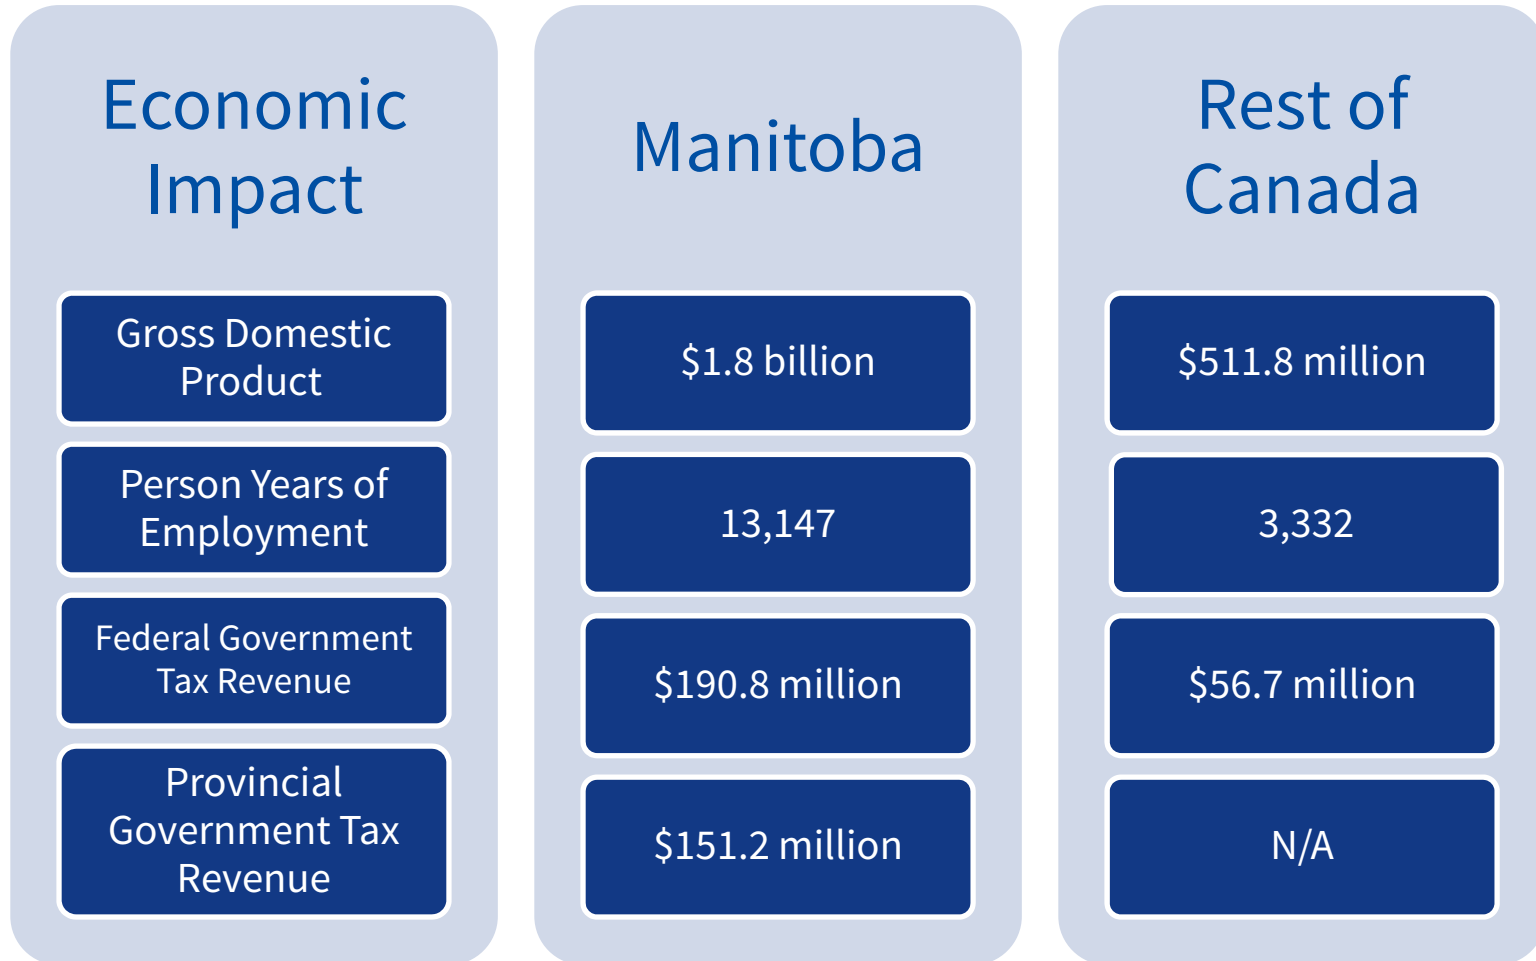 Economic
Impact
Gross Domestic
Product
Person Years of
Employment
Federal Government
Tax Revenue
Provincial
Government Tax
Revenue
Manitoba
$1.8 billion
13,147
$190.8 million
$151.2 million
Rest of
Canada
$511.8 million
3,332
$56.7 million
N/A